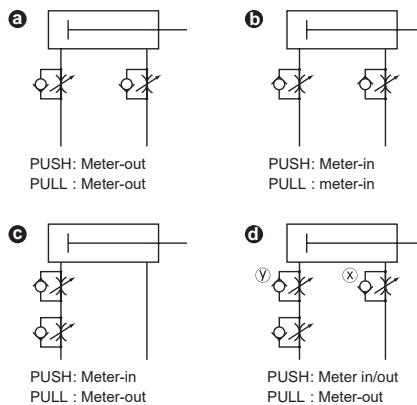 a
b
PUSH: Meter-out
PULL : Meter-out
PUSH: Meter-in
PULL : meter-in
c
d
y
x
PUSH: Meter-in
PULL : Meter-out
PUSH: Meter in/out
PULL : Meter-out